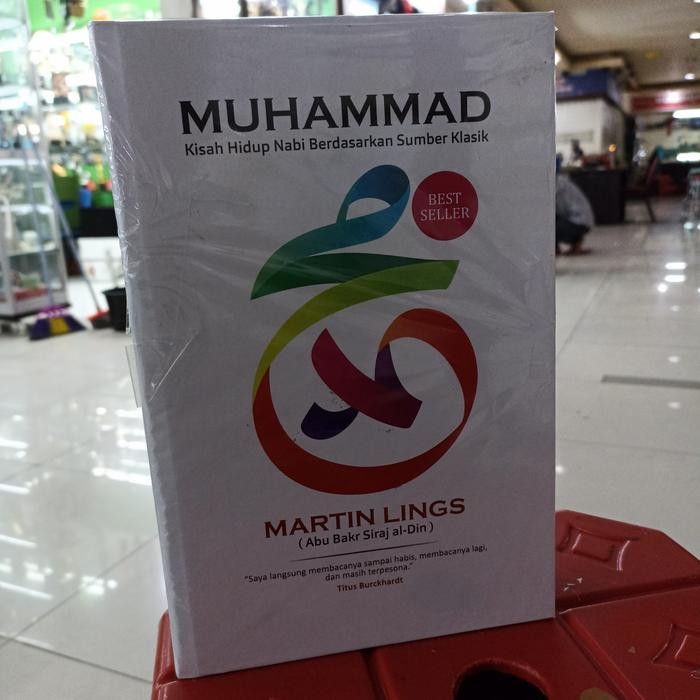 MUHAMMAD
Kisah Hidup Nabi Berdasarkan Sumber Klasik
BEST
SELLER
MARTIN LINGS
( Abu Bakr Siraj al-Din )
"Saya langsung membacanya sampai habis, membacanya lagi,
dan masih terpesona."
Titus Burckhardt